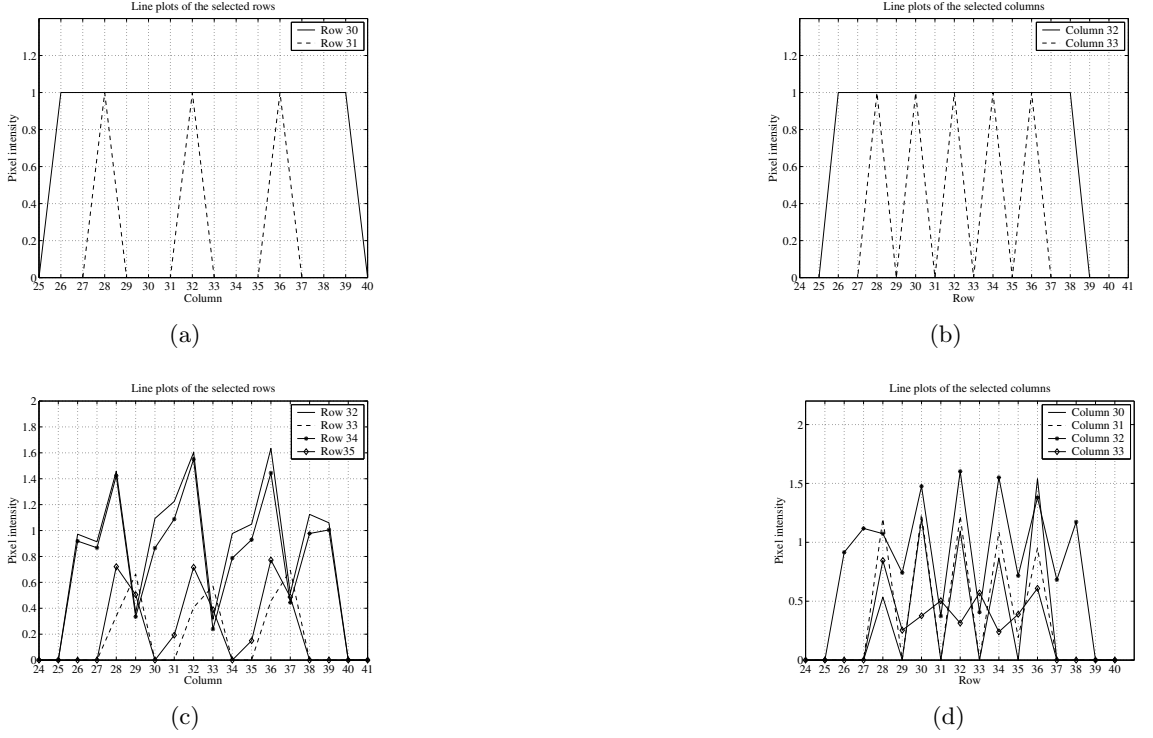 Line plots of the selected rows
Row 30
Row 31
1.2
1
0.8
0.6
0.4
0.2
0
Pixel intensity
25 26 27 28 29 30 31 32 33 34 35 36 37 38 39 40
Column
(a)
Line plots of the selected columns
Column 32
Column 33
1.2
1
0.8
0.6
0.4
0.2
0
Pixel intensity
24 25 26 27 28 29 30 31 32 33 34 35 36 37 38 39 40 41
Row
(b)
Line plots of the selected rows
Row 32
Row 33
Row 34
Row35
2
1.8
1.6
1.4
1.2
1
0.8
0.6
0.4
0.2
0
Pixel intensity
24 25 26 27 28 29 30 31 32 33 34 35 36 37 38 39 40 41
Column
(c)
Line plots of the selected columns
Column 30
Column 31
Column 32
Column 33
2
1.5
1
0.5
0
Pixel intensity
24 25 26 27 28 29 30 31 32 33 34 35 36 37 38 39 40
Row
(d)